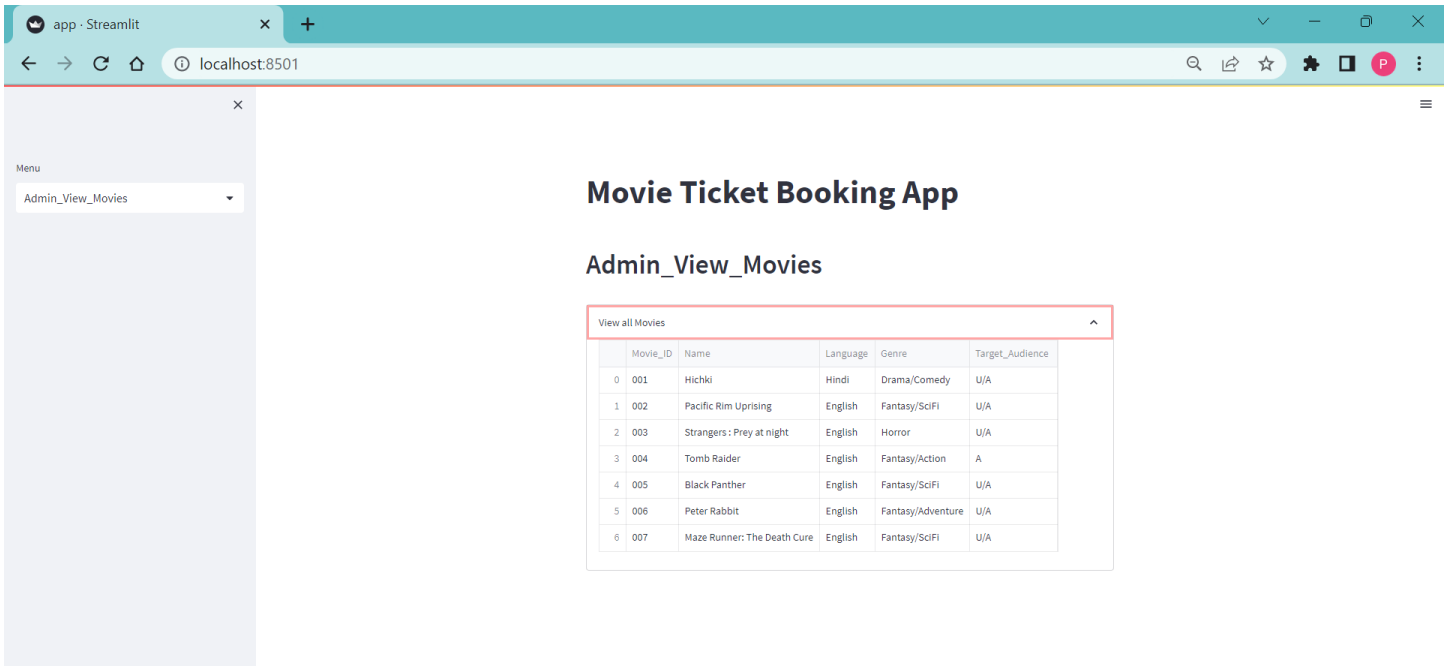 app · Streamlit
localhost:8501
P
Menu
Admin_View_Movies
Movie Ticket Booking App
Admin_View_Movies
View all Movies
Movie_ID Name Language Genre Target_Audience
0 001 Hichki Hindi Drama/Comedy U/A
1 002 Pacific Rim Uprising English Fantasy/SciFi U/A
2 003 Strangers : Prey at night English Horror U/A
3 004 Tomb Raider English Fantasy/Action A
4 005 Black Panther English Fantasy/SciFi U/A
5 006 Peter Rabbit English Fantasy/Adventure U/A
6 007 Maze Runner: The Death Cure English Fantasy/SciFi U/A